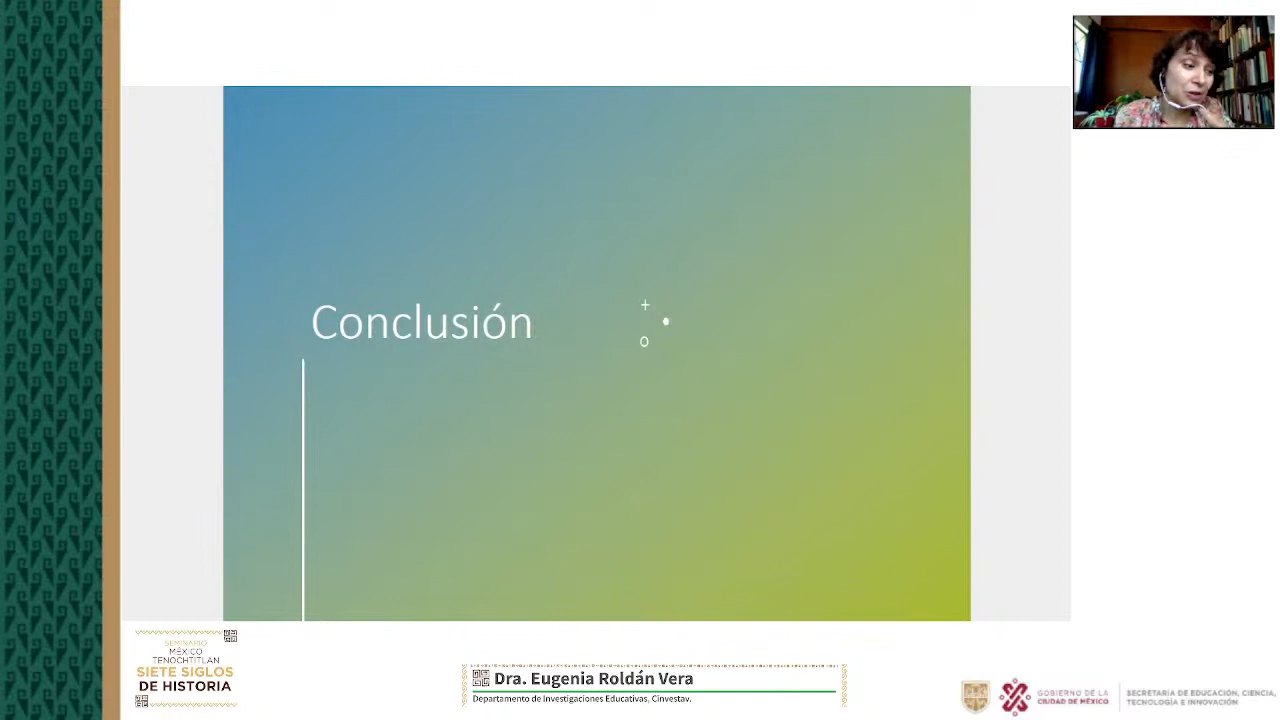 Conclusión
+
o
SEMINARIO
MÉXICO
TENOCHTITLAN
SIETE SIGLOS
DE HISTORIA
Dra. Eugenia Roldán Vera
Departamento de Investigaciones Educativas, Cinvestav.
GOBIERNO DE LA
CIUDAD DE MÉXICO
SECRETARÍA DE EDUCACIÓN, CIENCIA,
TECNOLOGÍA E INNOVACIÓN